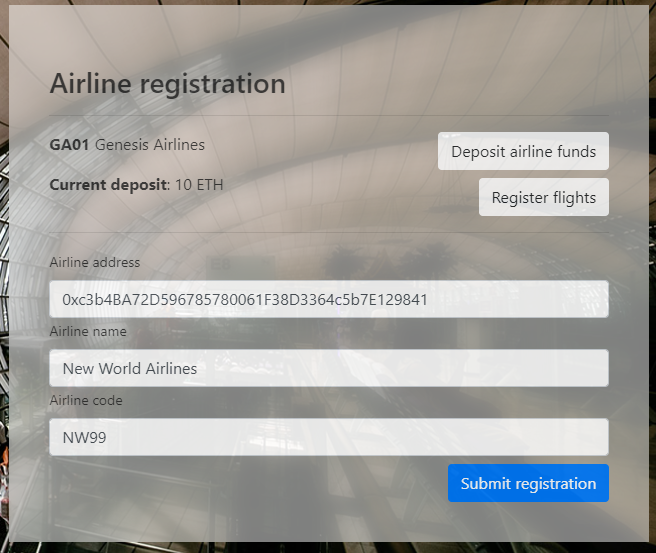 Airline registration
GA01 Genesis Airlines
Deposit airline funds
Current deposit: 10 ETH
Register flights
Airline address
0xc3b4BA72D596785780061F38D3364c5b7E129841
Airline name
New World Airlines
Airline code
NW99
Submit registration